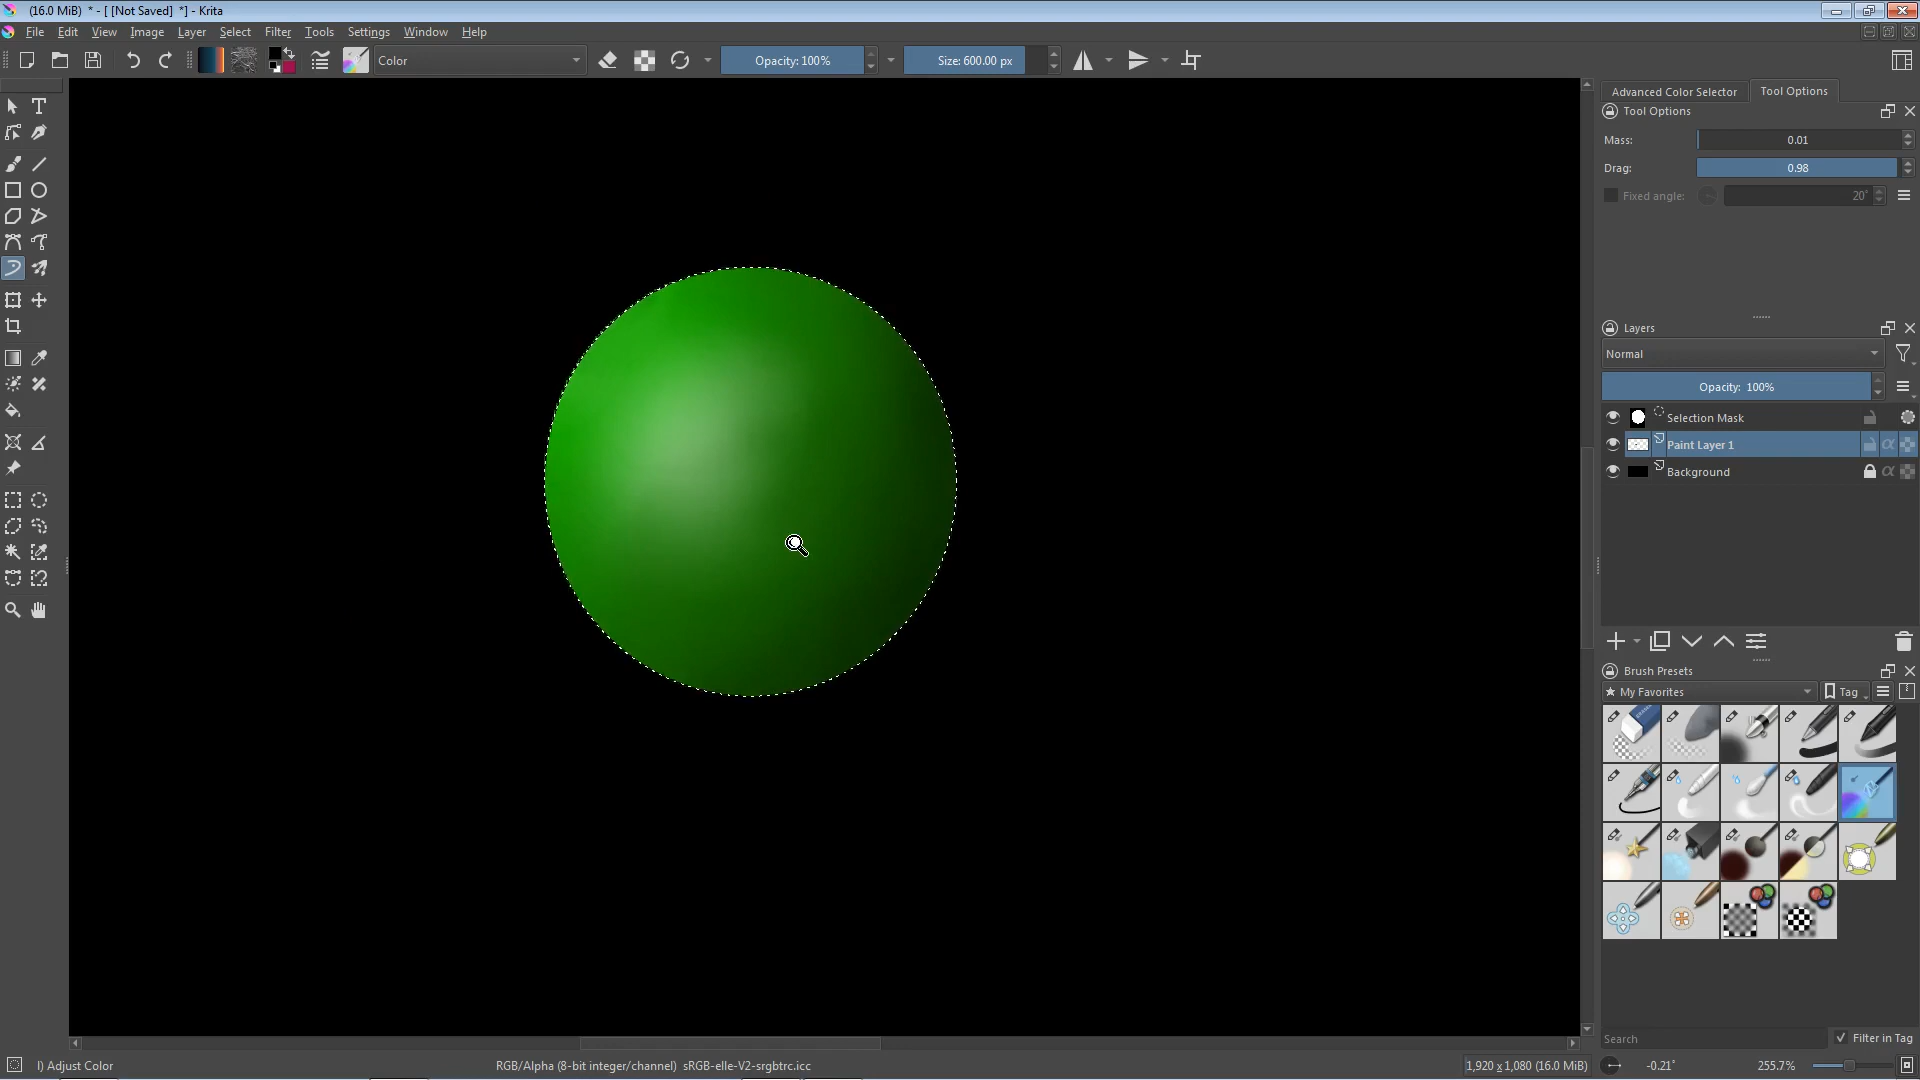 (16.0 MiB)  * - [ [Not Saved]  *] - Krita
File Edit View Image Layer Select Filter Tools Settings Window Help
Color Opacity: 100% Size: 600.00 px
Advanced Color Selector Tool Options
Tool Options
Mass: 0.01
Drag: 0.98
Fixed angle: 20°
Layers
Normal
Opacity: 100%
Selection Mask
Paint Layer 1
Background
Brush Presets
My Favorites Tag
Search Filter in Tag
I) Adjust Color RGB/Alpha (8-bit integer/channel)  sRGB-elle-V2-srgbtrc.icc 1,920 x 1,080 (16.0 MiB) -0.21° 255.7%